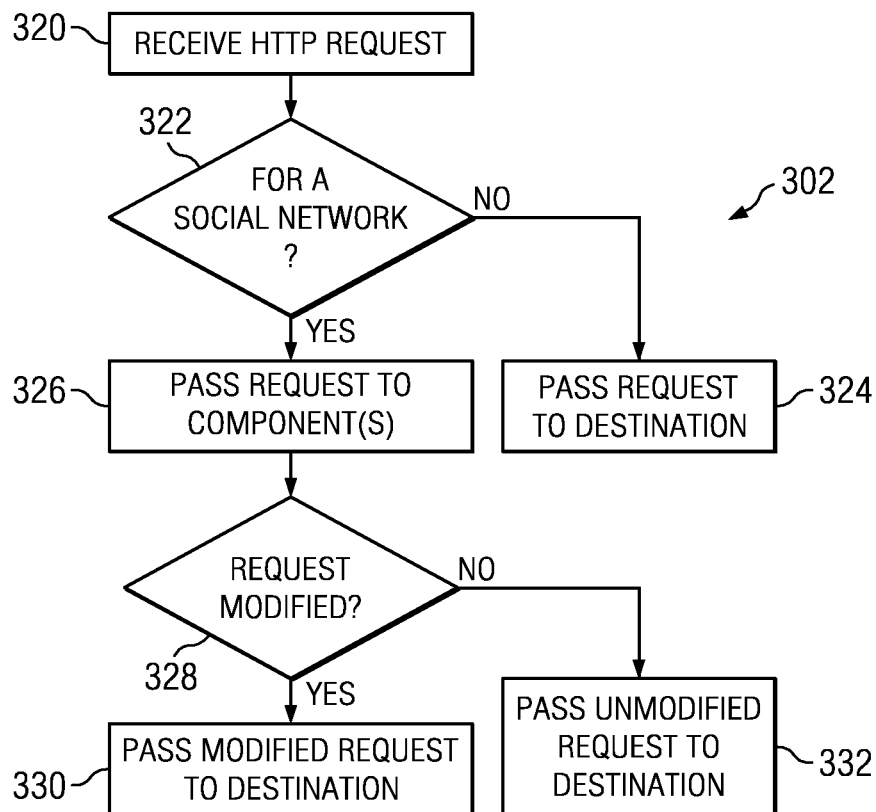 320
RECEIVE HTTP REQUEST
322
FOR A
SOCIAL NETWORK
?
NO
302
YES
326
PASS REQUEST TO
COMPONENT(S)
PASS REQUEST
TO DESTINATION
324
REQUEST
MODIFIED?
NO
328
YES
330
PASS MODIFIED REQUEST
TO DESTINATION
PASS UNMODIFIED
REQUEST TO
DESTINATION
332